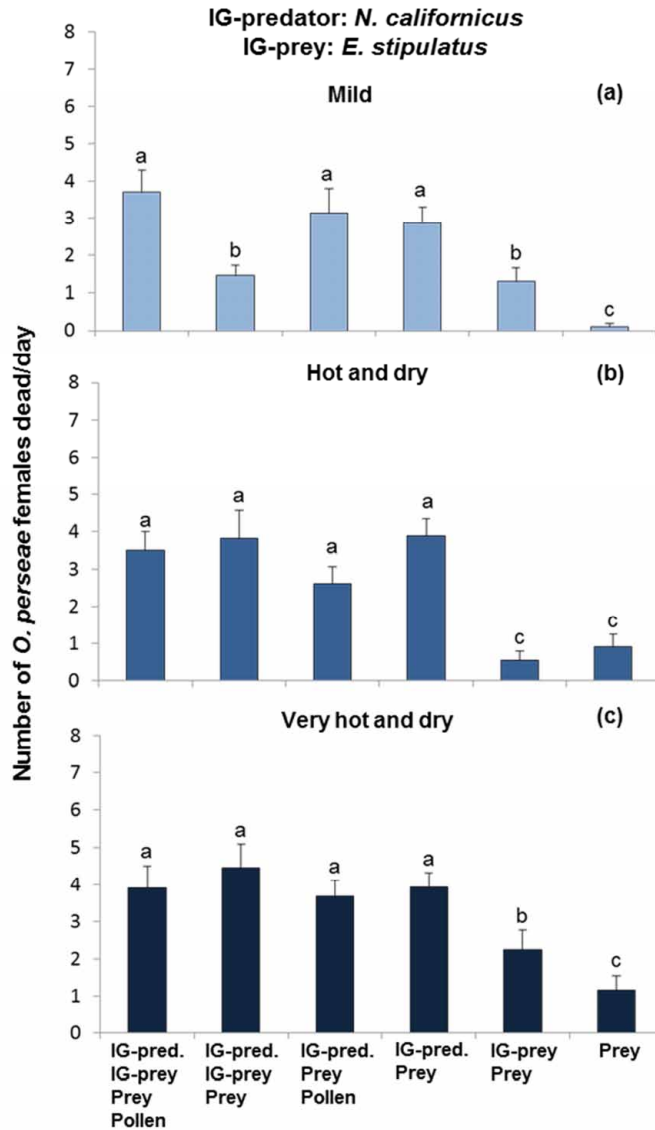 IG-predator: N. californicus
IG-prey: E. stipulatus
Number of O. perseae females dead/day
Mild
(a)
8
7
6
5
4
3
2
1
0
a
b
a
a
b
c
Hot and dry
(b)
8
7
6
5
4
3
2
1
0
a
a
a
a
c
c
Very hot and dry
(c)
8
7
6
5
4
3
2
1
0
a
a
a
a
b
c
IG-pred.
IG-prey
Prey
Pollen
IG-pred.
IG-prey
Prey
IG-pred.
Prey
Pollen
IG-pred.
Prey
IG-prey
Prey
Prey